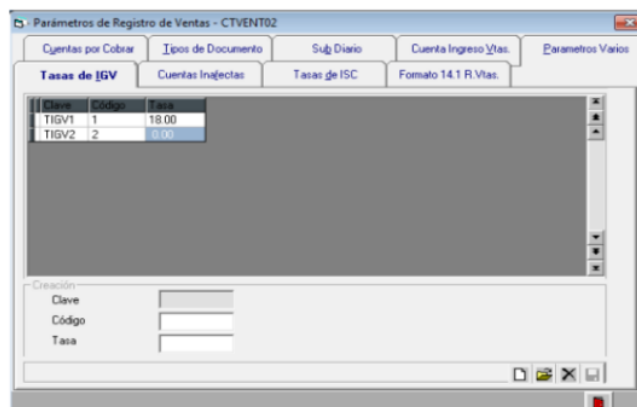 Parámetros de Registro de Ventas - CTVENT02
Cuentas por Cobrar
Tipos de Documento
Sub Diario
Cuenta Ingreso Vtas.
Parametros Varios
Tasas de IGV
Cuentas Inafectas
Tasas de ISC
Formato 14.1 R.Vtas.
Clave Código Tasa
TIGV1 1 18.00
TIGV2 2 0.00
Creación
Clave
Código
Tasa